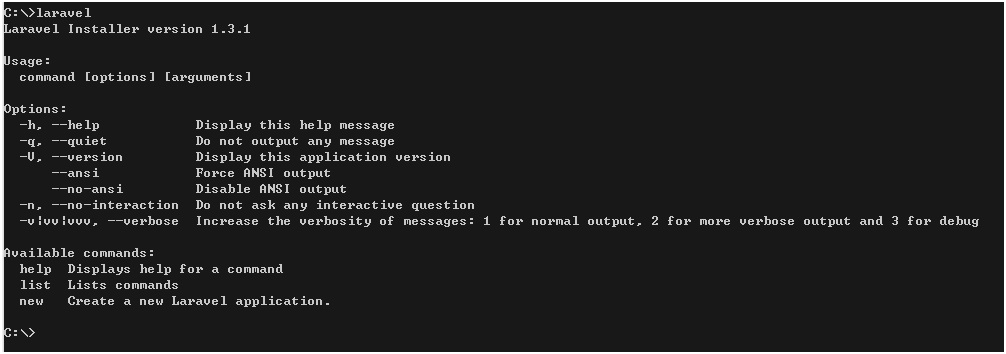 C:\>laravel
Laravel Installer version 1.3.1
Usage:
command [options] [arguments]
Options:
-h, --help Display this help message
-q, --quiet Do not output any message
-V, --version Display this application version
--ansi Force ANSI output
--no-ansi Disable ANSI output
-n, --no-interaction Do not ask any interactive question
-v|vv|vvv, --verbose Increase the verbosity of messages: 1 for normal output, 2 for more verbose output and 3 for debug
Available commands:
help Displays help for a command
list Lists commands
new Create a new Laravel application.
C:\>